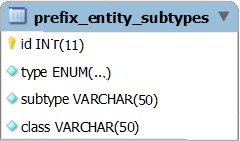 prefix_entity_subtypes
id INT(11)
type ENUM(...)
subtype VARCHAR(50)
class VARCHAR(50)